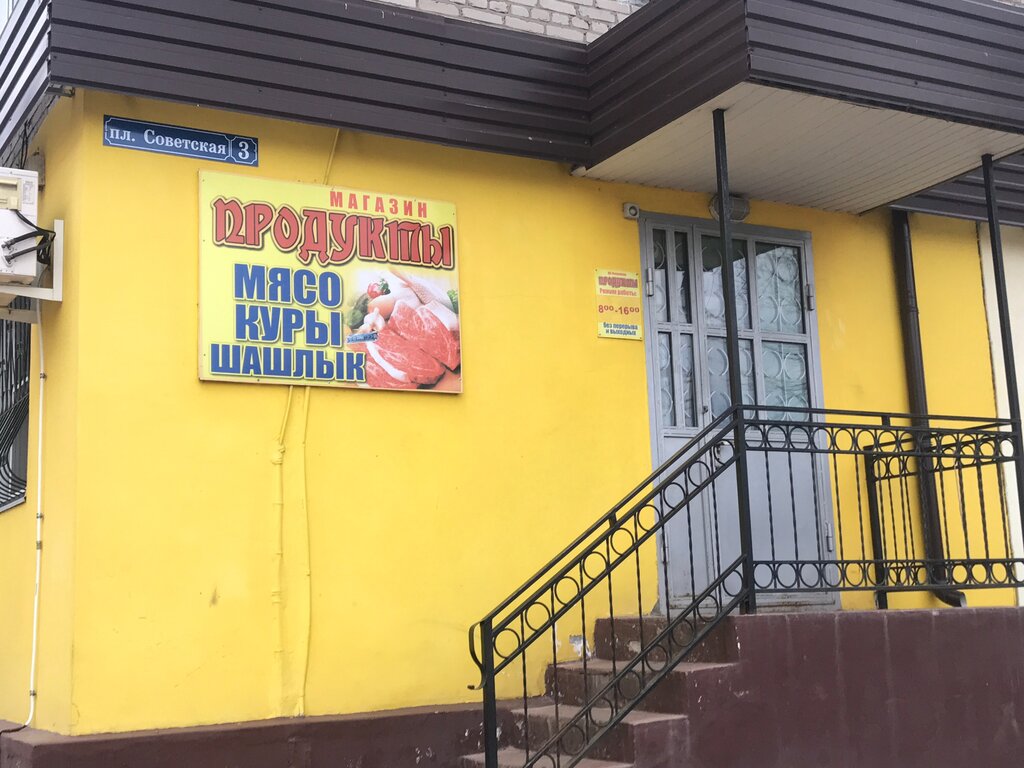 пл. Советская 3
МАГАЗИН
ПРОДУКТЫ
МЯСО
КУРЫ
ШАШЛЫК
ПРОДУКТЫ
Режим работы:
8⁰⁰-16⁰⁰
без перерыва
и выходных